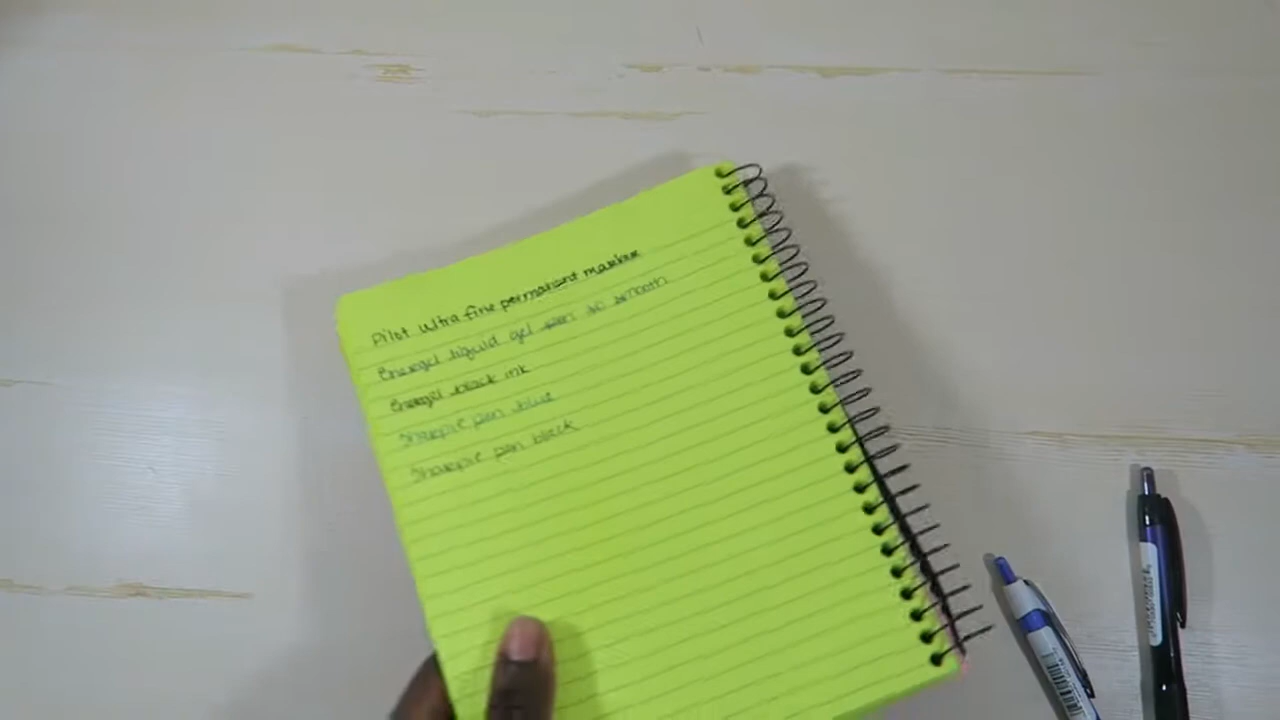 Pilot ultra fine permanant marker
Energel liquid gel pen so smooth
Energel black ink
Sharpie pen blue
Sharpie pen black